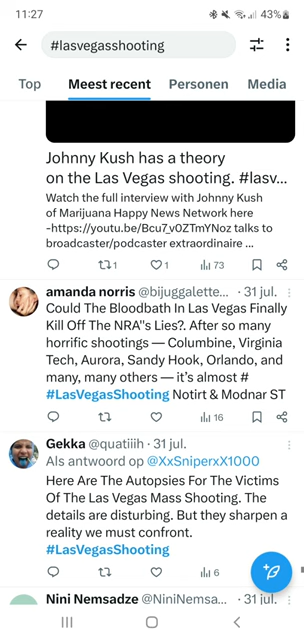 11:27
43%
#lasvegasshooting
Top Meest recent Personen Media
Johnny Kush has a theory
on the Las Vegas shooting. #lasv...
Watch the full interview with Johnny Kush
of Marijuana Happy News Network here
-https://youtu.be/Bcu7_v0ZTmYNoz talks to
broadcaster/podcaster extraordinaire ...
1 1 73
amanda norris @bijuggalette... · 31 jul.
Could The Bloodbath In Las Vegas Finally
Kill Off The NRA"s Lies?. After so many
horrific shootings — Columbine, Virginia
Tech, Aurora, Sandy Hook, Orlando, and
many, many others — it's almost #
#LasVegasShooting Notirt & Modnar ST
16
Gekka @quatiiih · 31 jul.
Als antwoord op @XxSniperxX1000
Here Are The Autopsies For The Victims
Of The Las Vegas Mass Shooting. The
details are disturbing. But they sharpen a
reality we must confront.
#LasVegasShooting
6
Nini Nemsadze @NiniNemsa... · 31 jul.